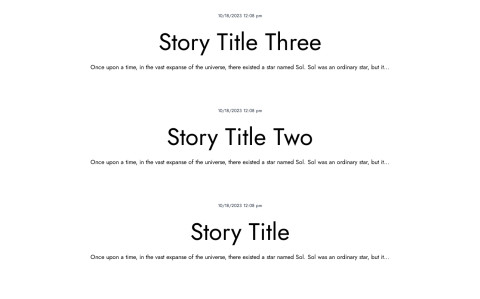 10/18/2023 12:08 pm
Story Title Three
Once upon a time, in the vast expanse of the universe, there existed a star named Sol. Sol was an ordinary star, but it...
10/18/2023 12:08 pm
Story Title Two
Once upon a time, in the vast expanse of the universe, there existed a star named Sol. Sol was an ordinary star, but it...
10/18/2023 12:08 pm
Story Title
Once upon a time, in the vast expanse of the universe, there existed a star named Sol. Sol was an ordinary star, but it...